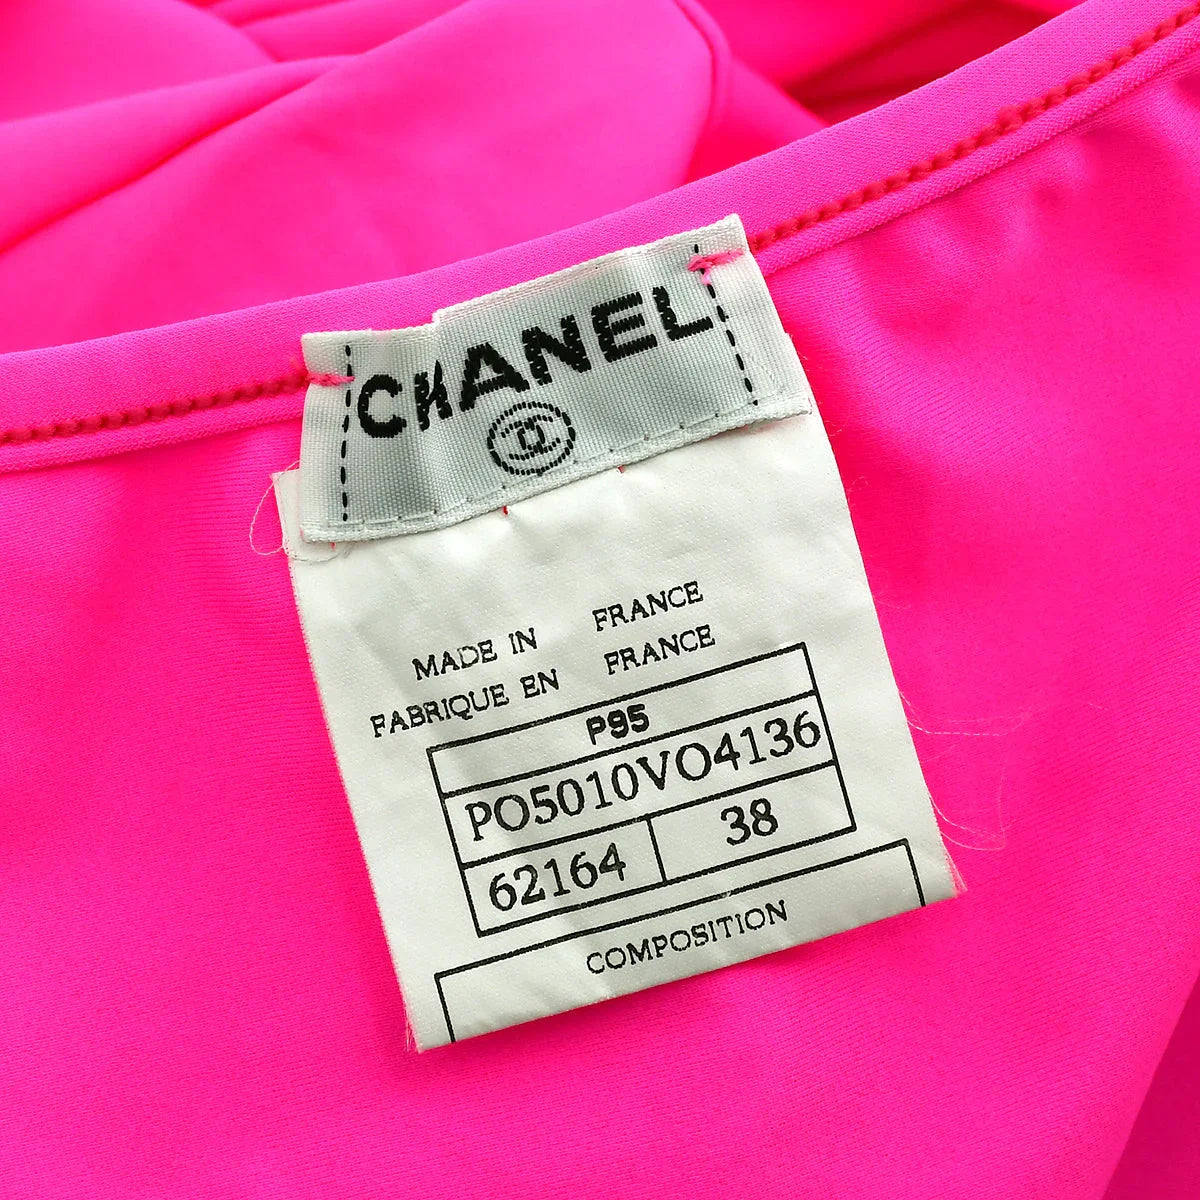 CHANEL
MADE IN FRANCE
FABRIQUE EN FRANCE
P95
PO5010VO4136
62164 38
COMPOSITION